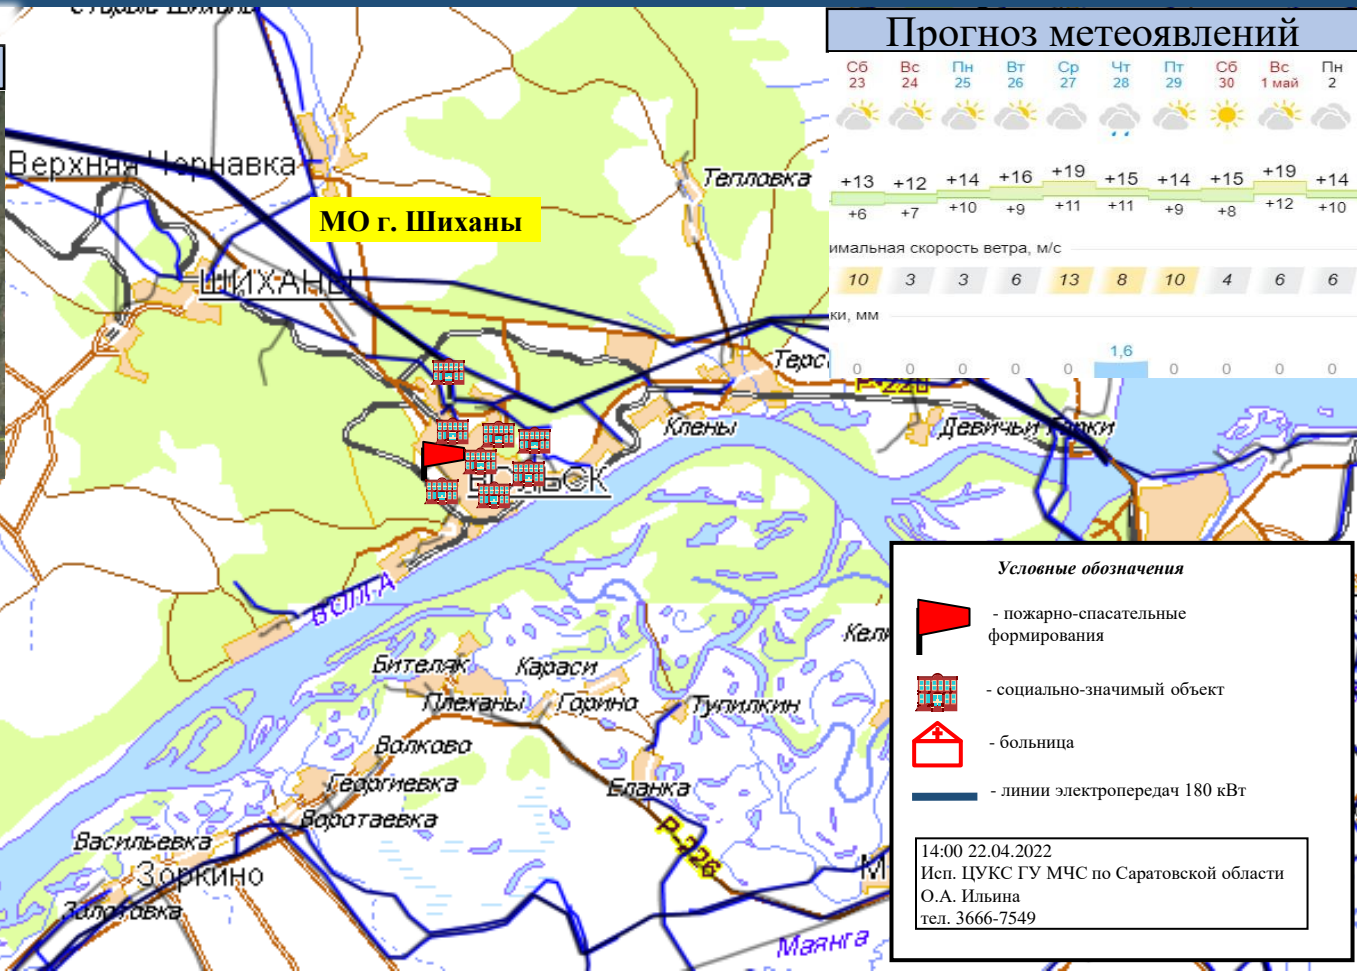 Старые Шиханы
Прогноз метеоявлений
Сб Вс Пн Вт Ср Чт Пт Сб Вс Пн
23 24 25 26 27 28 29 30 1 май 2
+13 +12 +14 +16 +19 +15 +14 +15 +19 +14
+6 +7 +10 +9 +11 +11 +9 +8 +12 +10
имальная скорость ветра, м/с
10 3 3 6 13 8 10 4 6 6
ки, мм
1,6
0 0 0 0 0 0 0 0 0
Верхняя Чернавка
Тепловка
МО г. Шиханы
ШИХАНЫ
Терс
Р-226
Клены
Девичьи Горки
ВОЛЬСК
ВОЛГА
Бителяк
Караси
Плеханы
Горино
Тупилкин
Волково
Георгиевка
Еланка
Воротаевка
Васильевка
Р-226
Зоркино
Золотовка
М
Маянга
Условные обозначения
- пожарно-спасательные
формирования
- социально-значимый объект
- больница
- линии электропередач 180 кВт
14:00 22.04.2022
Исп. ЦУКС ГУ МЧС по Саратовской области
О.А. Ильина
тел. 3666-7549